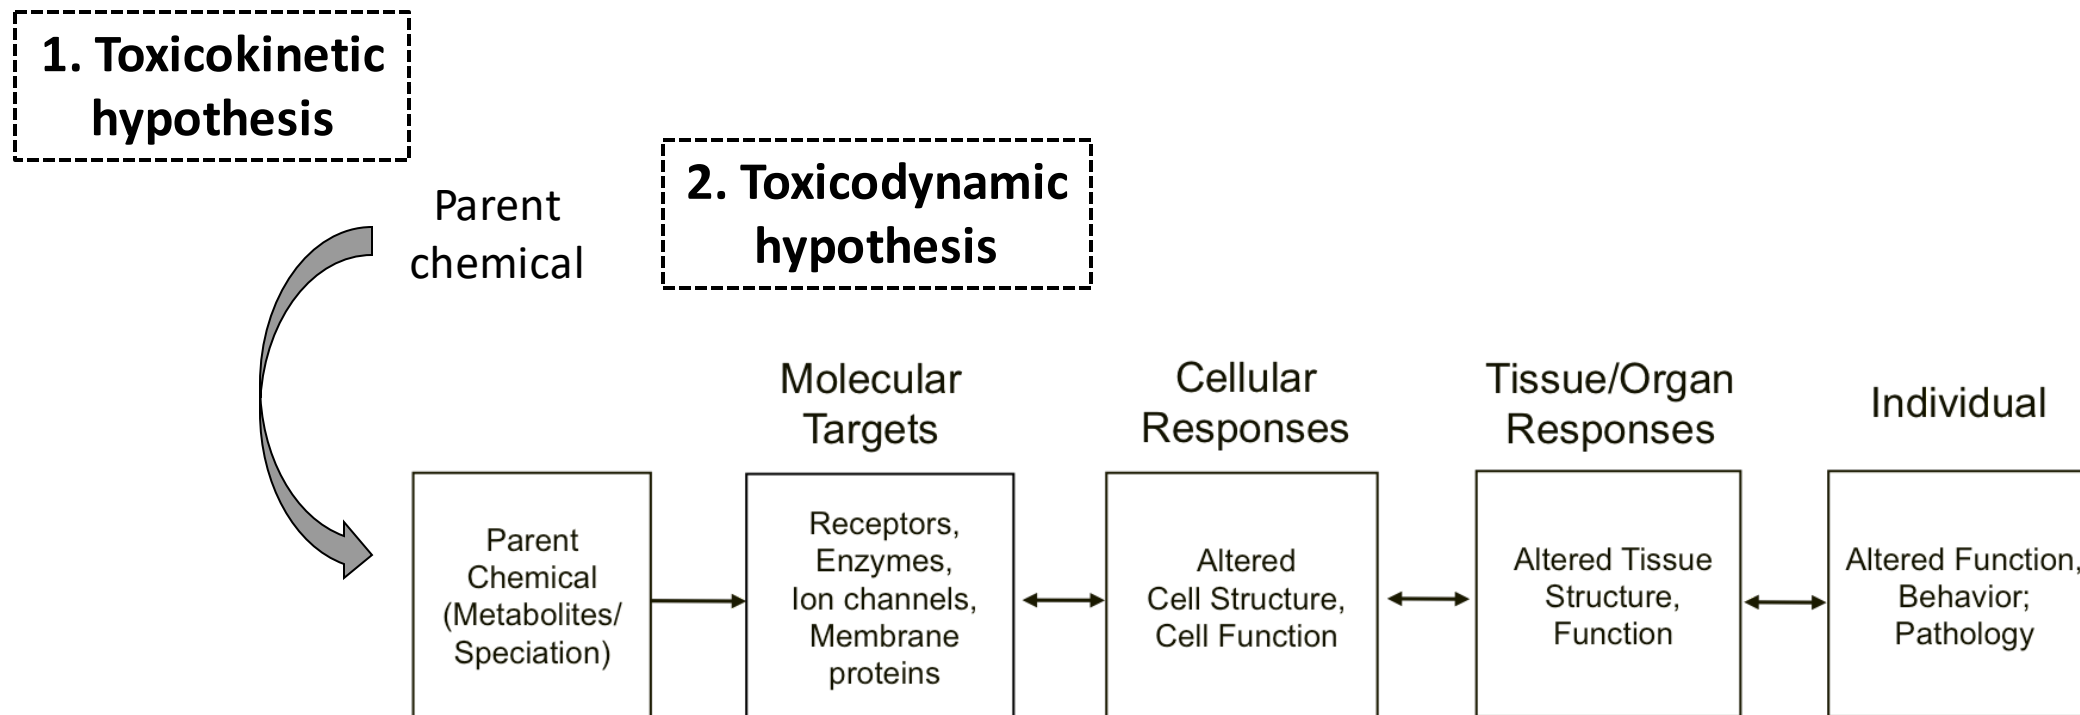 1. Toxicokinetic
hypothesis
Parent
chemical
2. Toxicodynamic
hypothesis
Molecular
Targets
Cellular
Responses
Tissue/Organ
Responses
Individual
Parent
Chemical
(Metabolites/
Speciation)
Receptors,
Enzymes,
Ion channels,
Membrane
proteins
Altered
Cell Structure,
Cell Function
Altered Tissue
Structure,
Function
Altered Function,
Behavior;
Pathology